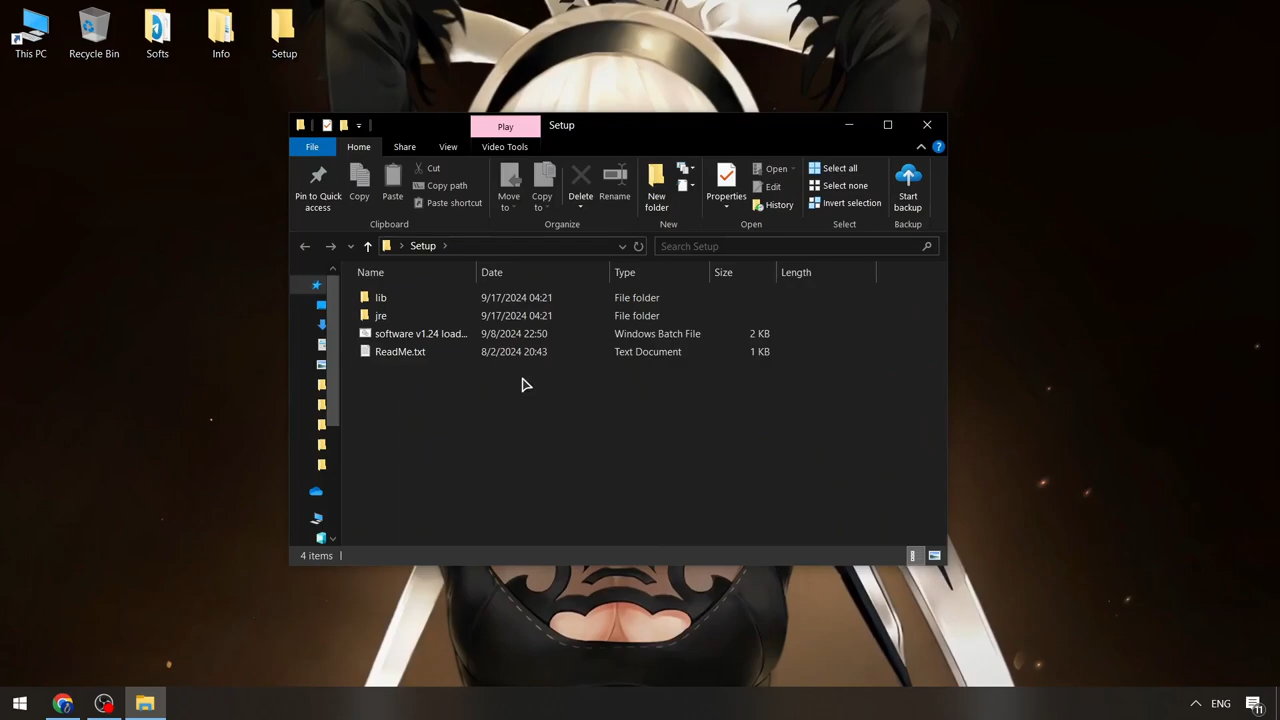 This PC
Recycle Bin
Softs
Info
Setup
Play
Setup
File
Home
Share
View
Video Tools
Pin to Quick access
Copy
Paste
Cut
Copy path
Paste shortcut
Clipboard
Move to
Copy to
Delete
Rename
Organize
New folder
New
Properties
Open
Edit
History
Open
Select all
Select none
Invert selection
Select
Start backup
Backup
Setup
Search Setup
Name
Date
Type
Size
Length
lib 9/17/2024 04:21 File folder
jre 9/17/2024 04:21 File folder
software v1.24 load... 9/8/2024 22:50 Windows Batch File 2 KB
ReadMe.txt 8/2/2024 20:43 Text Document 1 KB
4 items
ENG
11